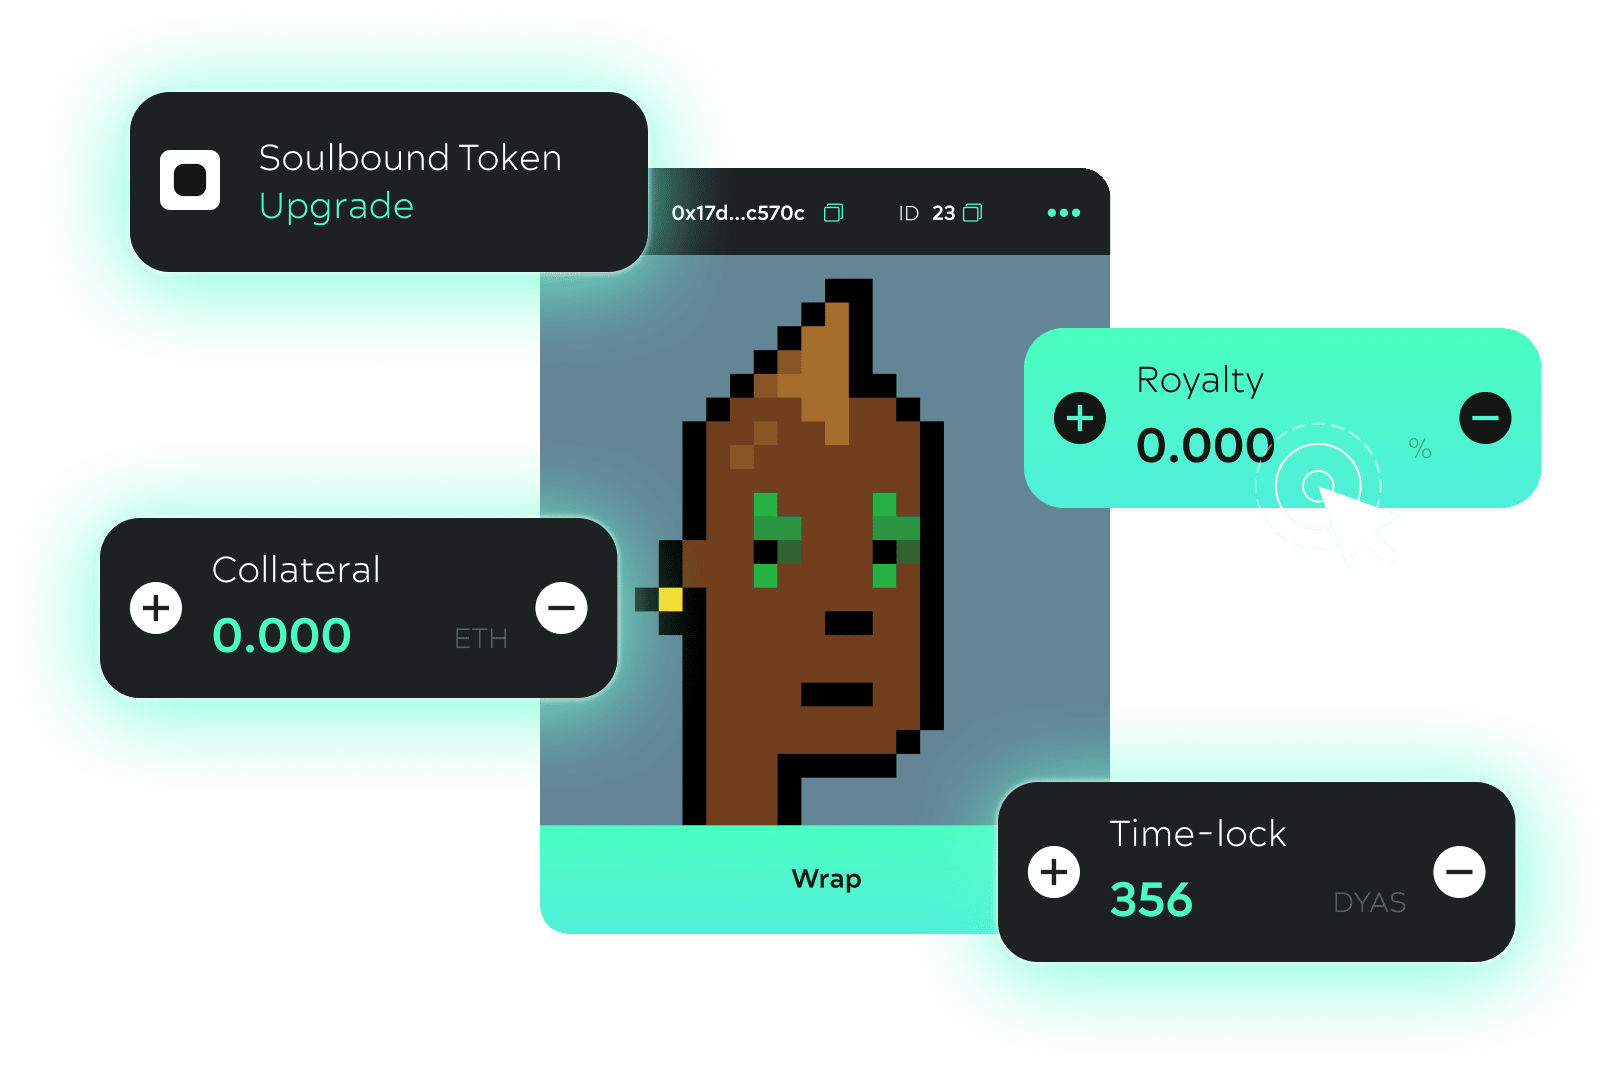 Soulbound Token
Upgrade
0x17d...c570c
ID 23
Royalty
0.000
%
Collateral
0.000
ETH
Time-lock
356
DYAS
Wrap